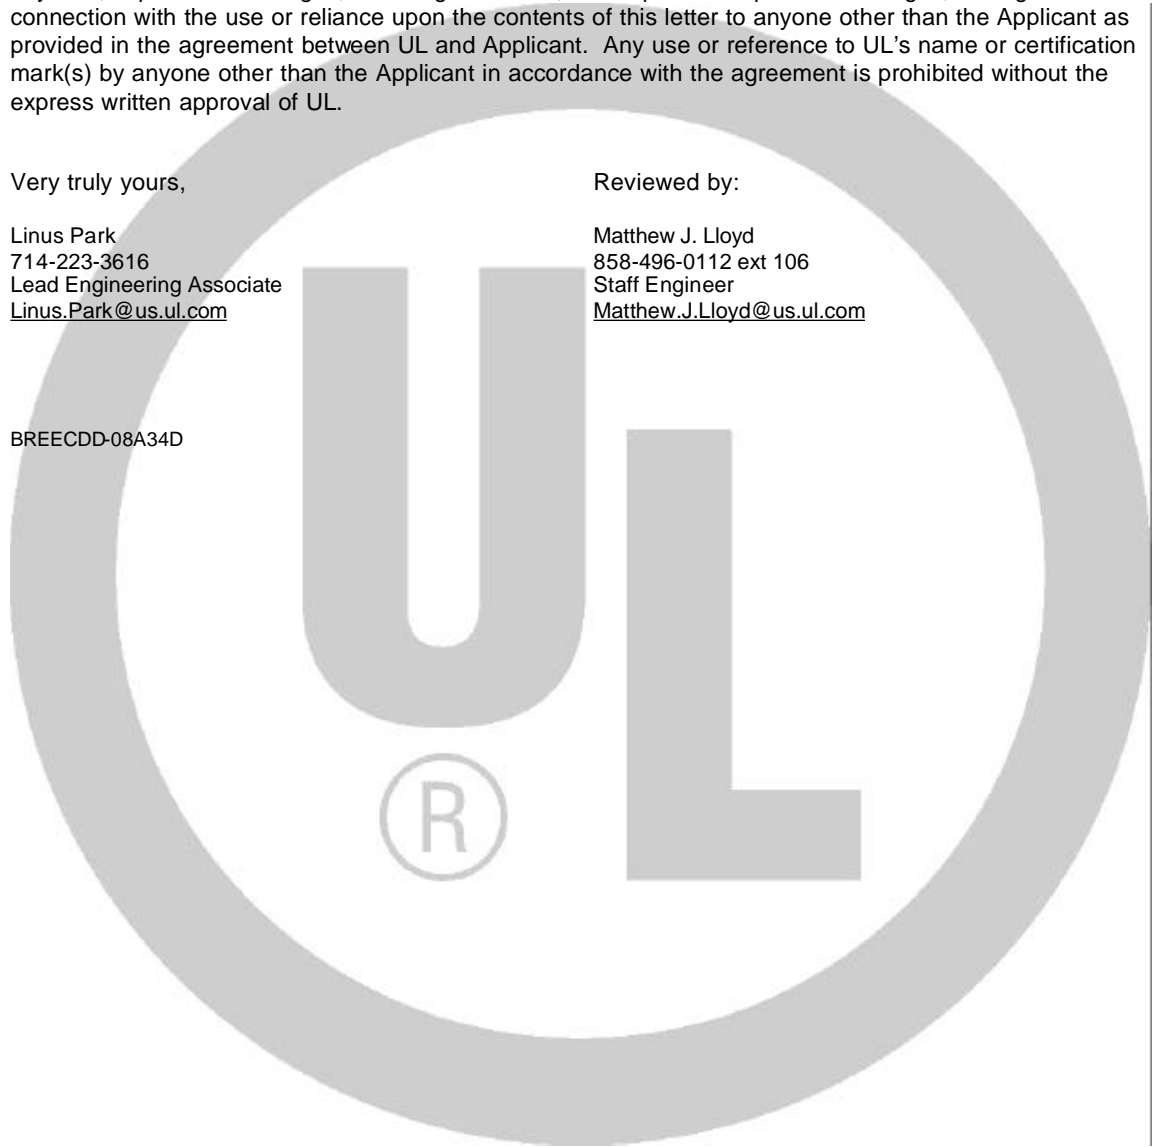 connection with the use or reliance upon the contents of this letter to anyone other than the Applicant as
provided in the agreement between UL and Applicant.  Any use or reference to UL's name or certification
mark(s) by anyone other than the Applicant in accordance with the agreement is prohibited without the
express written approval of UL.
Very truly yours,
Linus Park
714-223-3616
Lead Engineering Associate
Linus.Park@us.ul.com
Reviewed by:
Matthew J. Lloyd
858-496-0112 ext 106
Staff Engineer
Matthew.J.Lloyd@us.ul.com
BREECDD-08A34D
UL
®